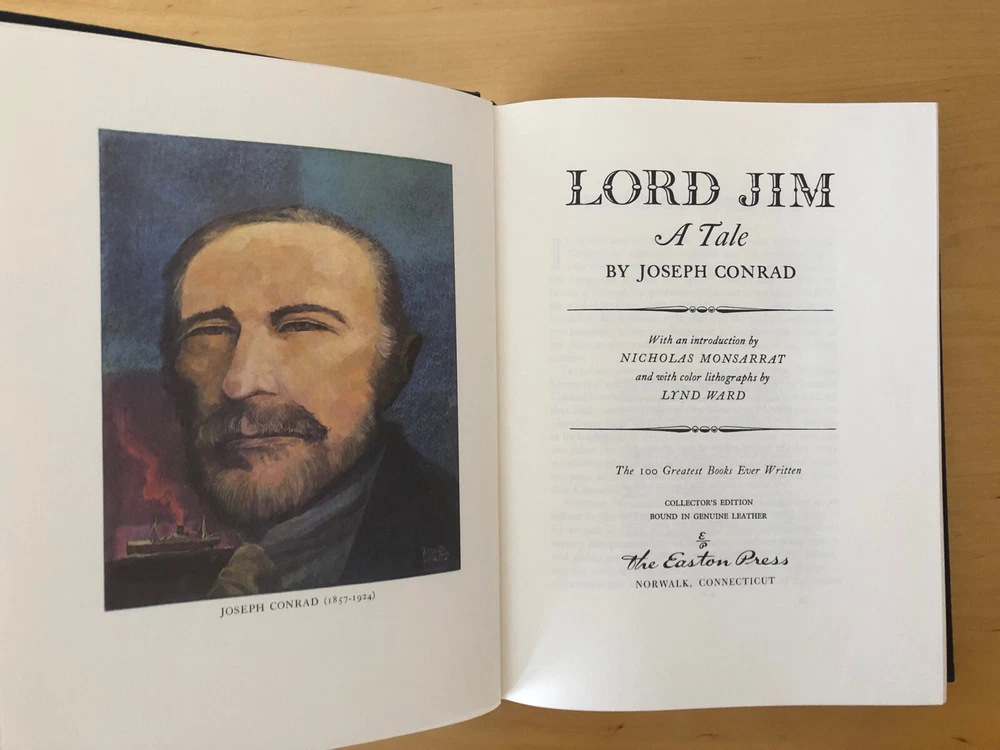 JOSEPH CONRAD (1857-1924)
LORD JIM
A Tale
BY JOSEPH CONRAD
With an introduction by
NICHOLAS MONSARRAT
and with color lithographs by
LYND WARD
The 100 Greatest Books Ever Written
COLLECTOR'S EDITION
BOUND IN GENUINE LEATHER
The Easton Press
NORWALK, CONNECTICUT